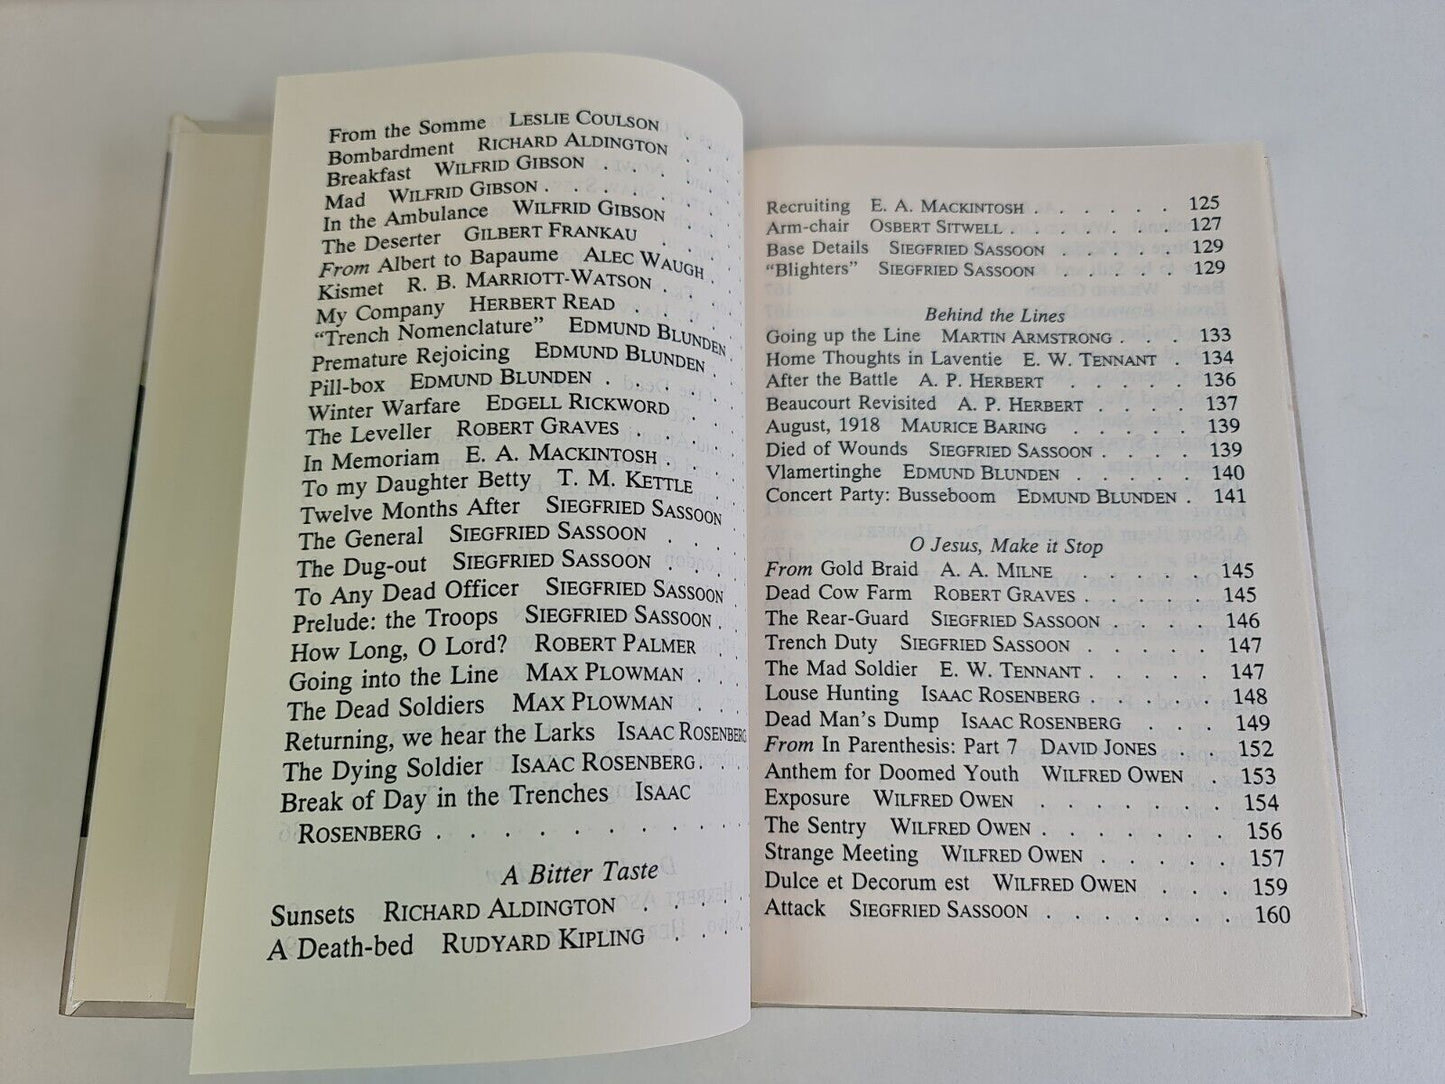 From the Somme LESLIE COULSON . .
Bombardment RICHARD ALDINGTON . .
Breakfast WILFRID GIBSON . . . . .
Mad WILFRID GIBSON . . . . . .
In the Ambulance WILFRID GIBSON . .
The Deserter GILBERT FRANKAU . . .
From Albert to Bapaume ALEC WAUGH .
Kismet R. B. MARRIOTT-WATSON . . .
My Company HERBERT READ . . . .
"Trench Nomenclature" EDMUND BLUNDEN .
Premature Rejoicing EDMUND BLUNDEN .
Pill-box EDMUND BLUNDEN . . . . .
Winter Warfare EDGELL RICKWORD . .
The Leveller ROBERT GRAVES . . . .
In Memoriam E. A. MACKINTOSH . . .
To my Daughter Betty T. M. KETTLE . .
Twelve Months After SIEGFRIED SASSOON .
The General SIEGFRIED SASSOON . . .
The Dug-out SIEGFRIED SASSOON . . .
To Any Dead Officer SIEGFRIED SASSOON .
Prelude: the Troops SIEGFRIED SASSOON . .
How Long, O Lord? ROBERT PALMER . .
Going into the Line MAX PLOWMAN . . .
The Dead Soldiers MAX PLOWMAN . . .
Returning, we hear the Larks ISAAC ROSENBERG
The Dying Soldier ISAAC ROSENBERG . . .
Break of Day in the Trenches ISAAC
ROSENBERG . . . . . . . . .
A Bitter Taste
Sunsets RICHARD ALDINGTON . . . .
A Death-bed RUDYARD KIPLING . . .
Recruiting E. A. MACKINTOSH . . . . . . 125
Arm-chair OSBERT SITWELL . . . . . . 127
Base Details SIEGFRIED SASSOON . . . . . 129
"Blighters" SIEGFRIED SASSOON . . . . . 129
Behind the Lines
Going up the Line MARTIN ARMSTRONG . . . 133
Home Thoughts in Laventie E. W. TENNANT . 134
After the Battle A. P. HERBERT . . . . . 136
Beaucourt Revisited A. P. HERBERT . . . . 137
August, 1918 MAURICE BARING . . . . . 139
Died of Wounds SIEGFRIED SASSOON . . . . 139
Vlamertinghe EDMUND BLUNDEN . . . . . 140
Concert Party: Busseboom EDMUND BLUNDEN . 141
O Jesus, Make it Stop
From Gold Braid A. A. MILNE . . . . 145
Dead Cow Farm ROBERT GRAVES . . . . 145
The Rear-Guard SIEGFRIED SASSOON . . . . 146
Trench Duty SIEGFRIED SASSOON . . . . . 147
The Mad Soldier E. W. TENNANT . . . . . 147
Louse Hunting ISAAC ROSENBERG . . . . . 148
Dead Man's Dump ISAAC ROSENBERG . . . . 149
From In Parenthesis: Part 7 DAVID JONES . . 152
Anthem for Doomed Youth WILFRED OWEN . 153
Exposure WILFRED OWEN . . . . . . . 154
The Sentry WILFRED OWEN . . . . . . . 156
Strange Meeting WILFRED OWEN . . . . . 157
Dulce et Decorum est WILFRED OWEN . . . 159
Attack SIEGFRIED SASSOON . . . . . . . 160